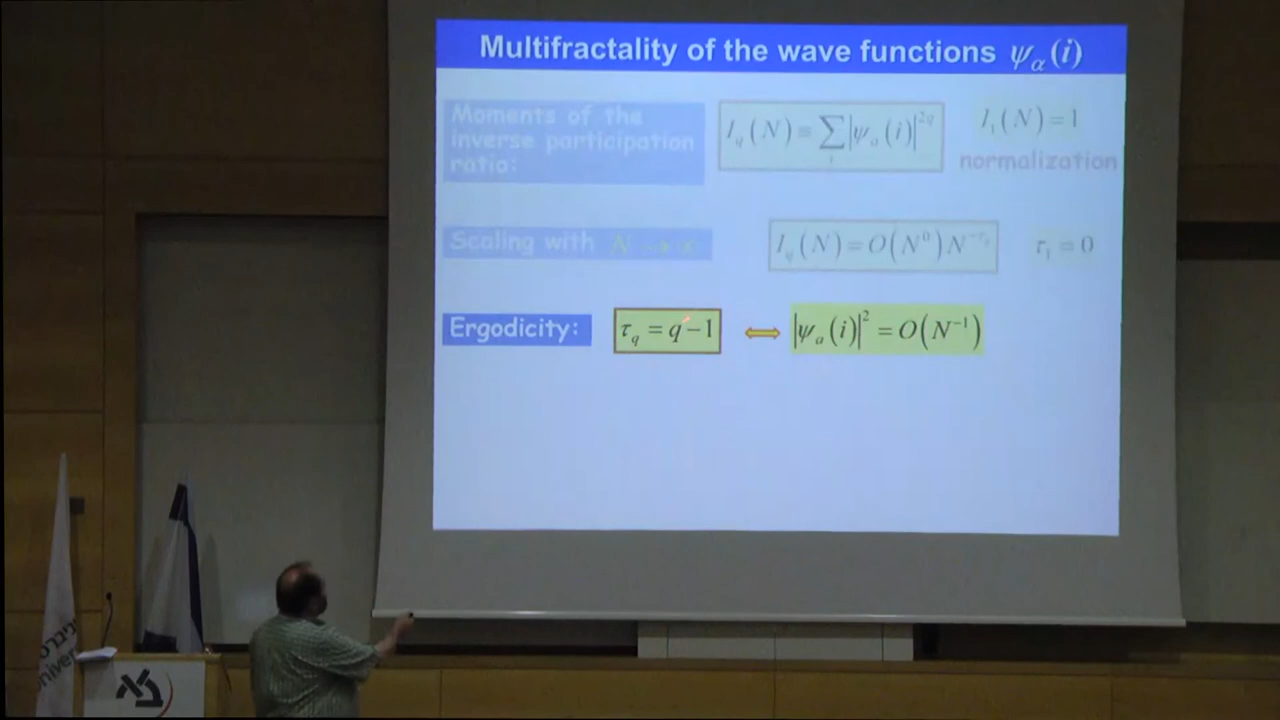 Multifractality of the wave functions ψ_α(i)
Moments of the inverse participation ratio:
I_q(N) ≡ ∑_i |ψ_α(i)|^{2q}
I_1(N) = 1
normalization
Scaling with N → ∞
I_q(N) = O(N^0) N^{-τ_q}
τ_1 = 0
Ergodicity:
τ_q = q − 1
⇔
|ψ_α(i)|^2 = O(N^{-1})